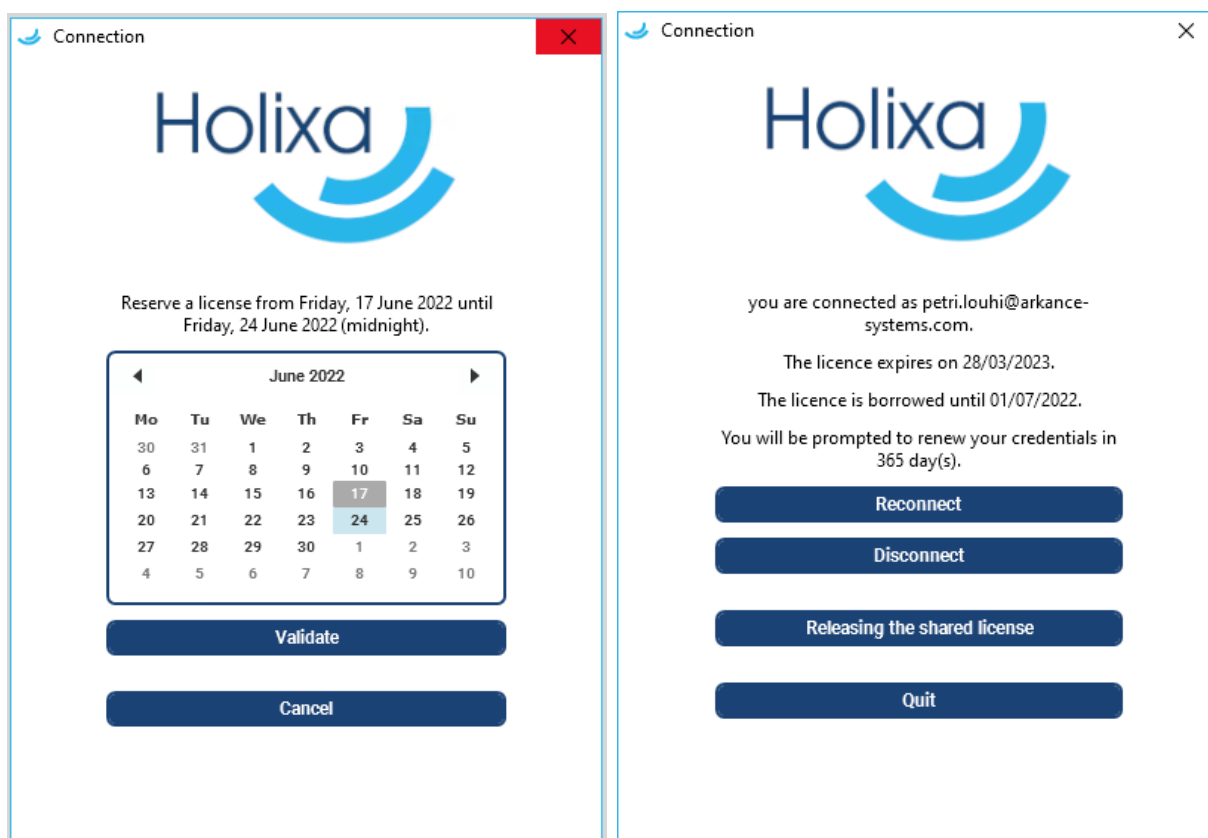 Connection
Holixa
Reserve a license from Friday, 17 June 2022 until
Friday, 24 June 2022 (midnight).
June 2022
Mo Tu We Th Fr Sa Su
30 31 1 2 3 4 5
6 7 8 9 10 11 12
13 14 15 16 17 18 19
20 21 22 23 24 25 26
27 28 29 30 1 2 3
4 5 6 7 8 9 10
Validate
Cancel
Connection
Holixa
you are connected as petri.louhi@arkance-
systems.com.
The licence expires on 28/03/2023.
The licence is borrowed until 01/07/2022.
You will be prompted to renew your credentials in
365 day(s).
Reconnect
Disconnect
Releasing the shared license
Quit